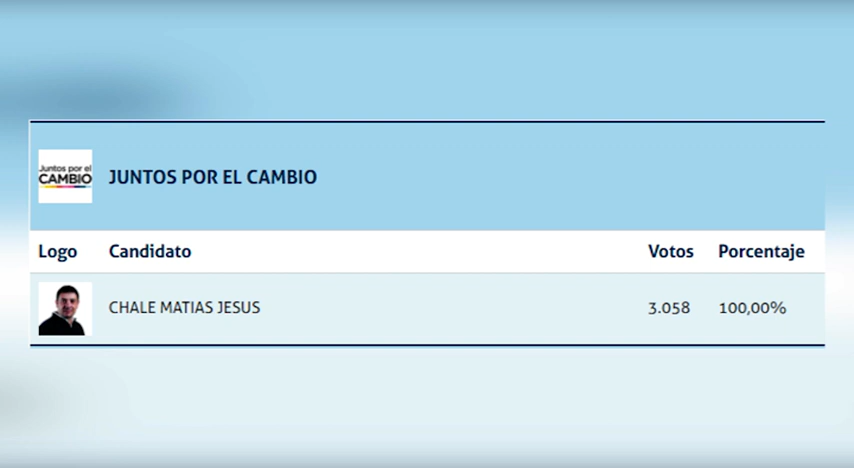 Juntos por el
CAMBIO
JUNTOS POR EL CAMBIO
Logo Candidato Votos Porcentaje
CHALE MATIAS JESUS 3.058 100,00%